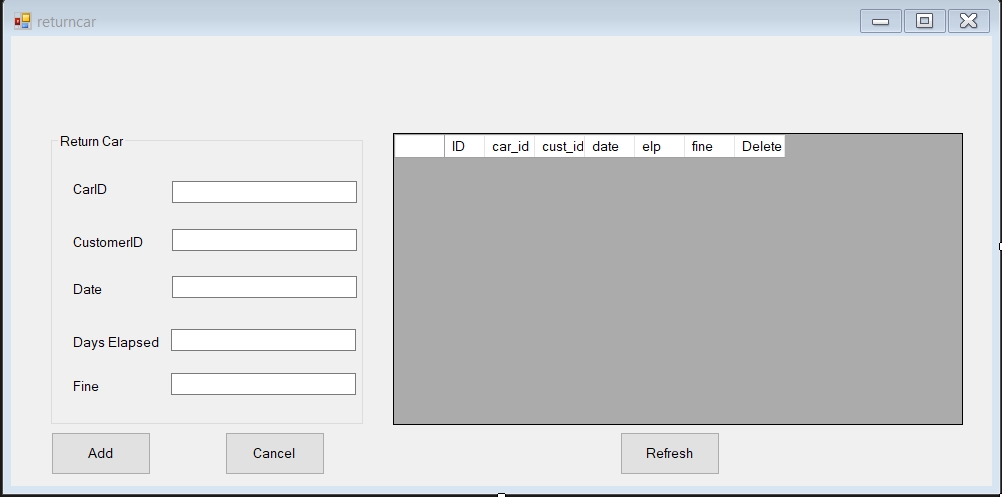 returncar
Return Car
CarID
CustomerID
Date
Days Elapsed
Fine
Add Cancel
ID car_id cust_id date elp fine Delete
Refresh